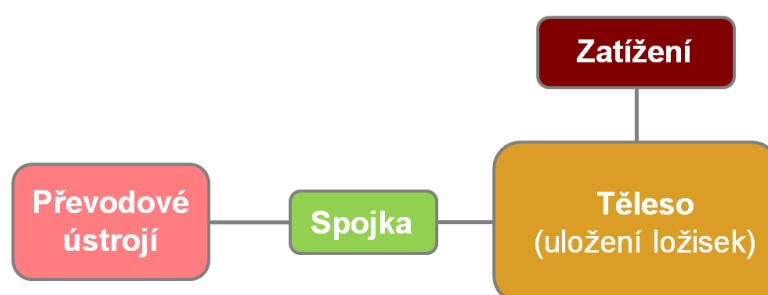 Zatížení
Převodové
ústrojí
Spojka
Těleso
(uložení ložisek)